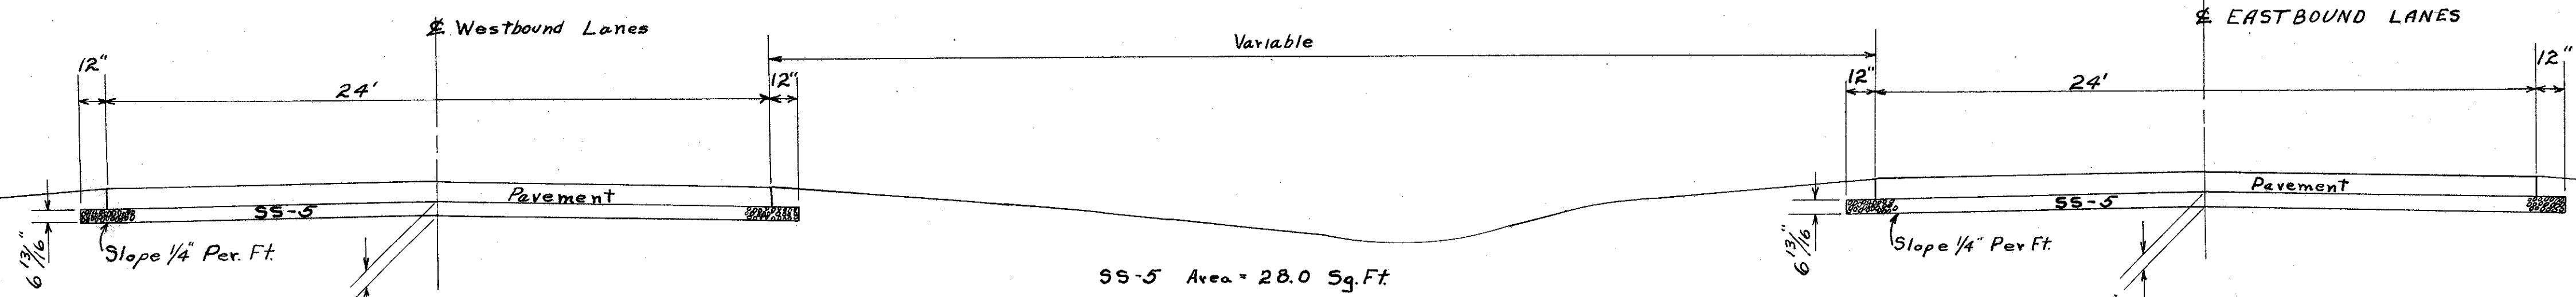 ℄ Westbound Lanes
℄ EASTBOUND LANES
Variable
12"
24'
12"
12"
24'
12"
Pavement
SS-5
Pavement
SS-5
6 13/16"
Slope 1/4" Per. Ft.
6 13/16"
Slope 1/4" Per Ft.
SS-5 Area = 28.0 Sq. Ft.